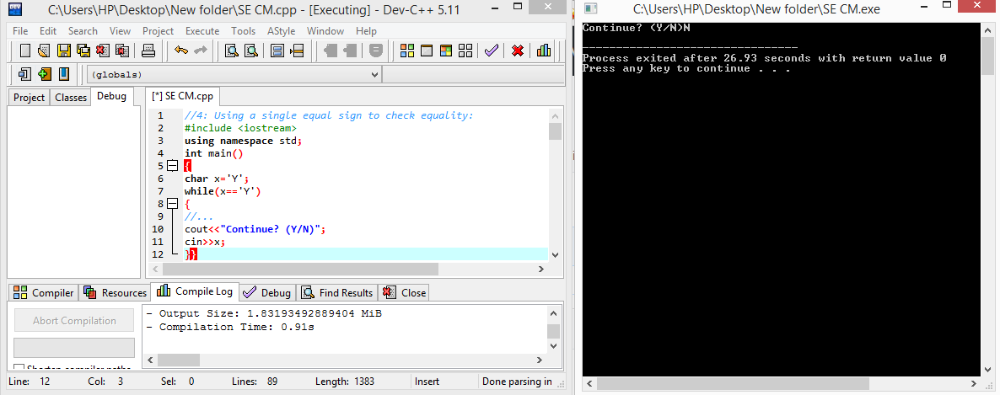 C:\Users\HP\Desktop\New folder\SE CM.cpp - [Executing] - Dev-C++ 5.11
File Edit Search View Project Execute Tools AStyle Window Help
(globals)
Project Classes Debug
[*] SE CM.cpp
1 //4: Using a single equal sign to check equality:
2 #include <iostream>
3 using namespace std;
4 int main()
5 {
6 char x='Y';
7 while(x=='Y')
8 {
9 //...
10 cout<<"Continue? (Y/N)";
11 cin>>x;
12 }}
Compiler Resources Compile Log Debug Find Results Close
Abort Compilation
Shorten compiler paths
- Output Size: 1.83193492889404 MiB
- Compilation Time: 0.91s
Line: 12 Col: 3 Sel: 0 Lines: 89 Length: 1383 Insert Done parsing in
C:\Users\HP\Desktop\New folder\SE CM.exe
Continue? (Y/N)N
--------------------------------
Process exited after 26.93 seconds with return value 0
Press any key to continue . . .